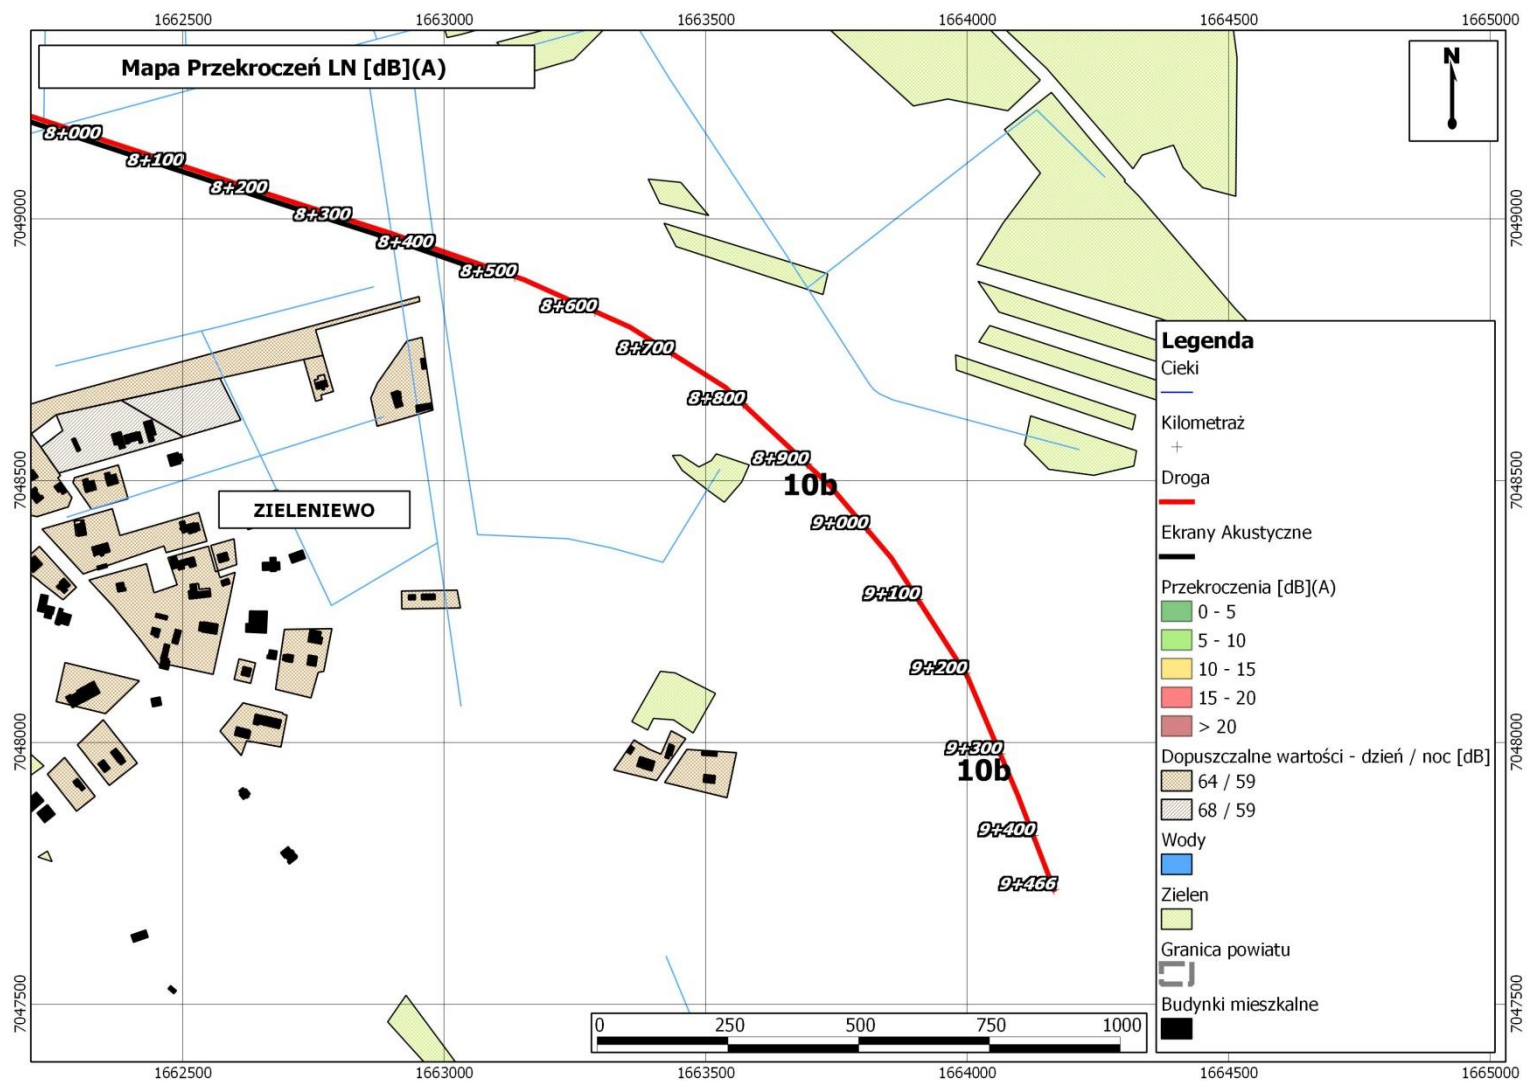 1662500 1663000 1663500 1664000 1664500 1665000
Mapa Przekroczeń LN [dB](A)
N
8+000
8+100
8+200
8+300
8+400
8+500
8+600
8+700
8+800
8+900
10b
9+000
9+100
9+200
9+300
10b
9+400
9+466
ZIELENIEWO
7049000
7048500
7048000
7047500
7049000
7048500
7048000
7047500
Legenda
Cieki
Kilometraż
Droga
Ekrany Akustyczne
Przekroczenia [dB](A)
0 - 5
5 - 10
10 - 15
15 - 20
> 20
Dopuszczalne wartości - dzień / noc [dB]
64 / 59
68 / 59
Wody
Zielen
Granica powiatu
Budynki mieszkalne
0 250 500 750 1000
1662500 1663000 1663500 1664000 1664500 1665000